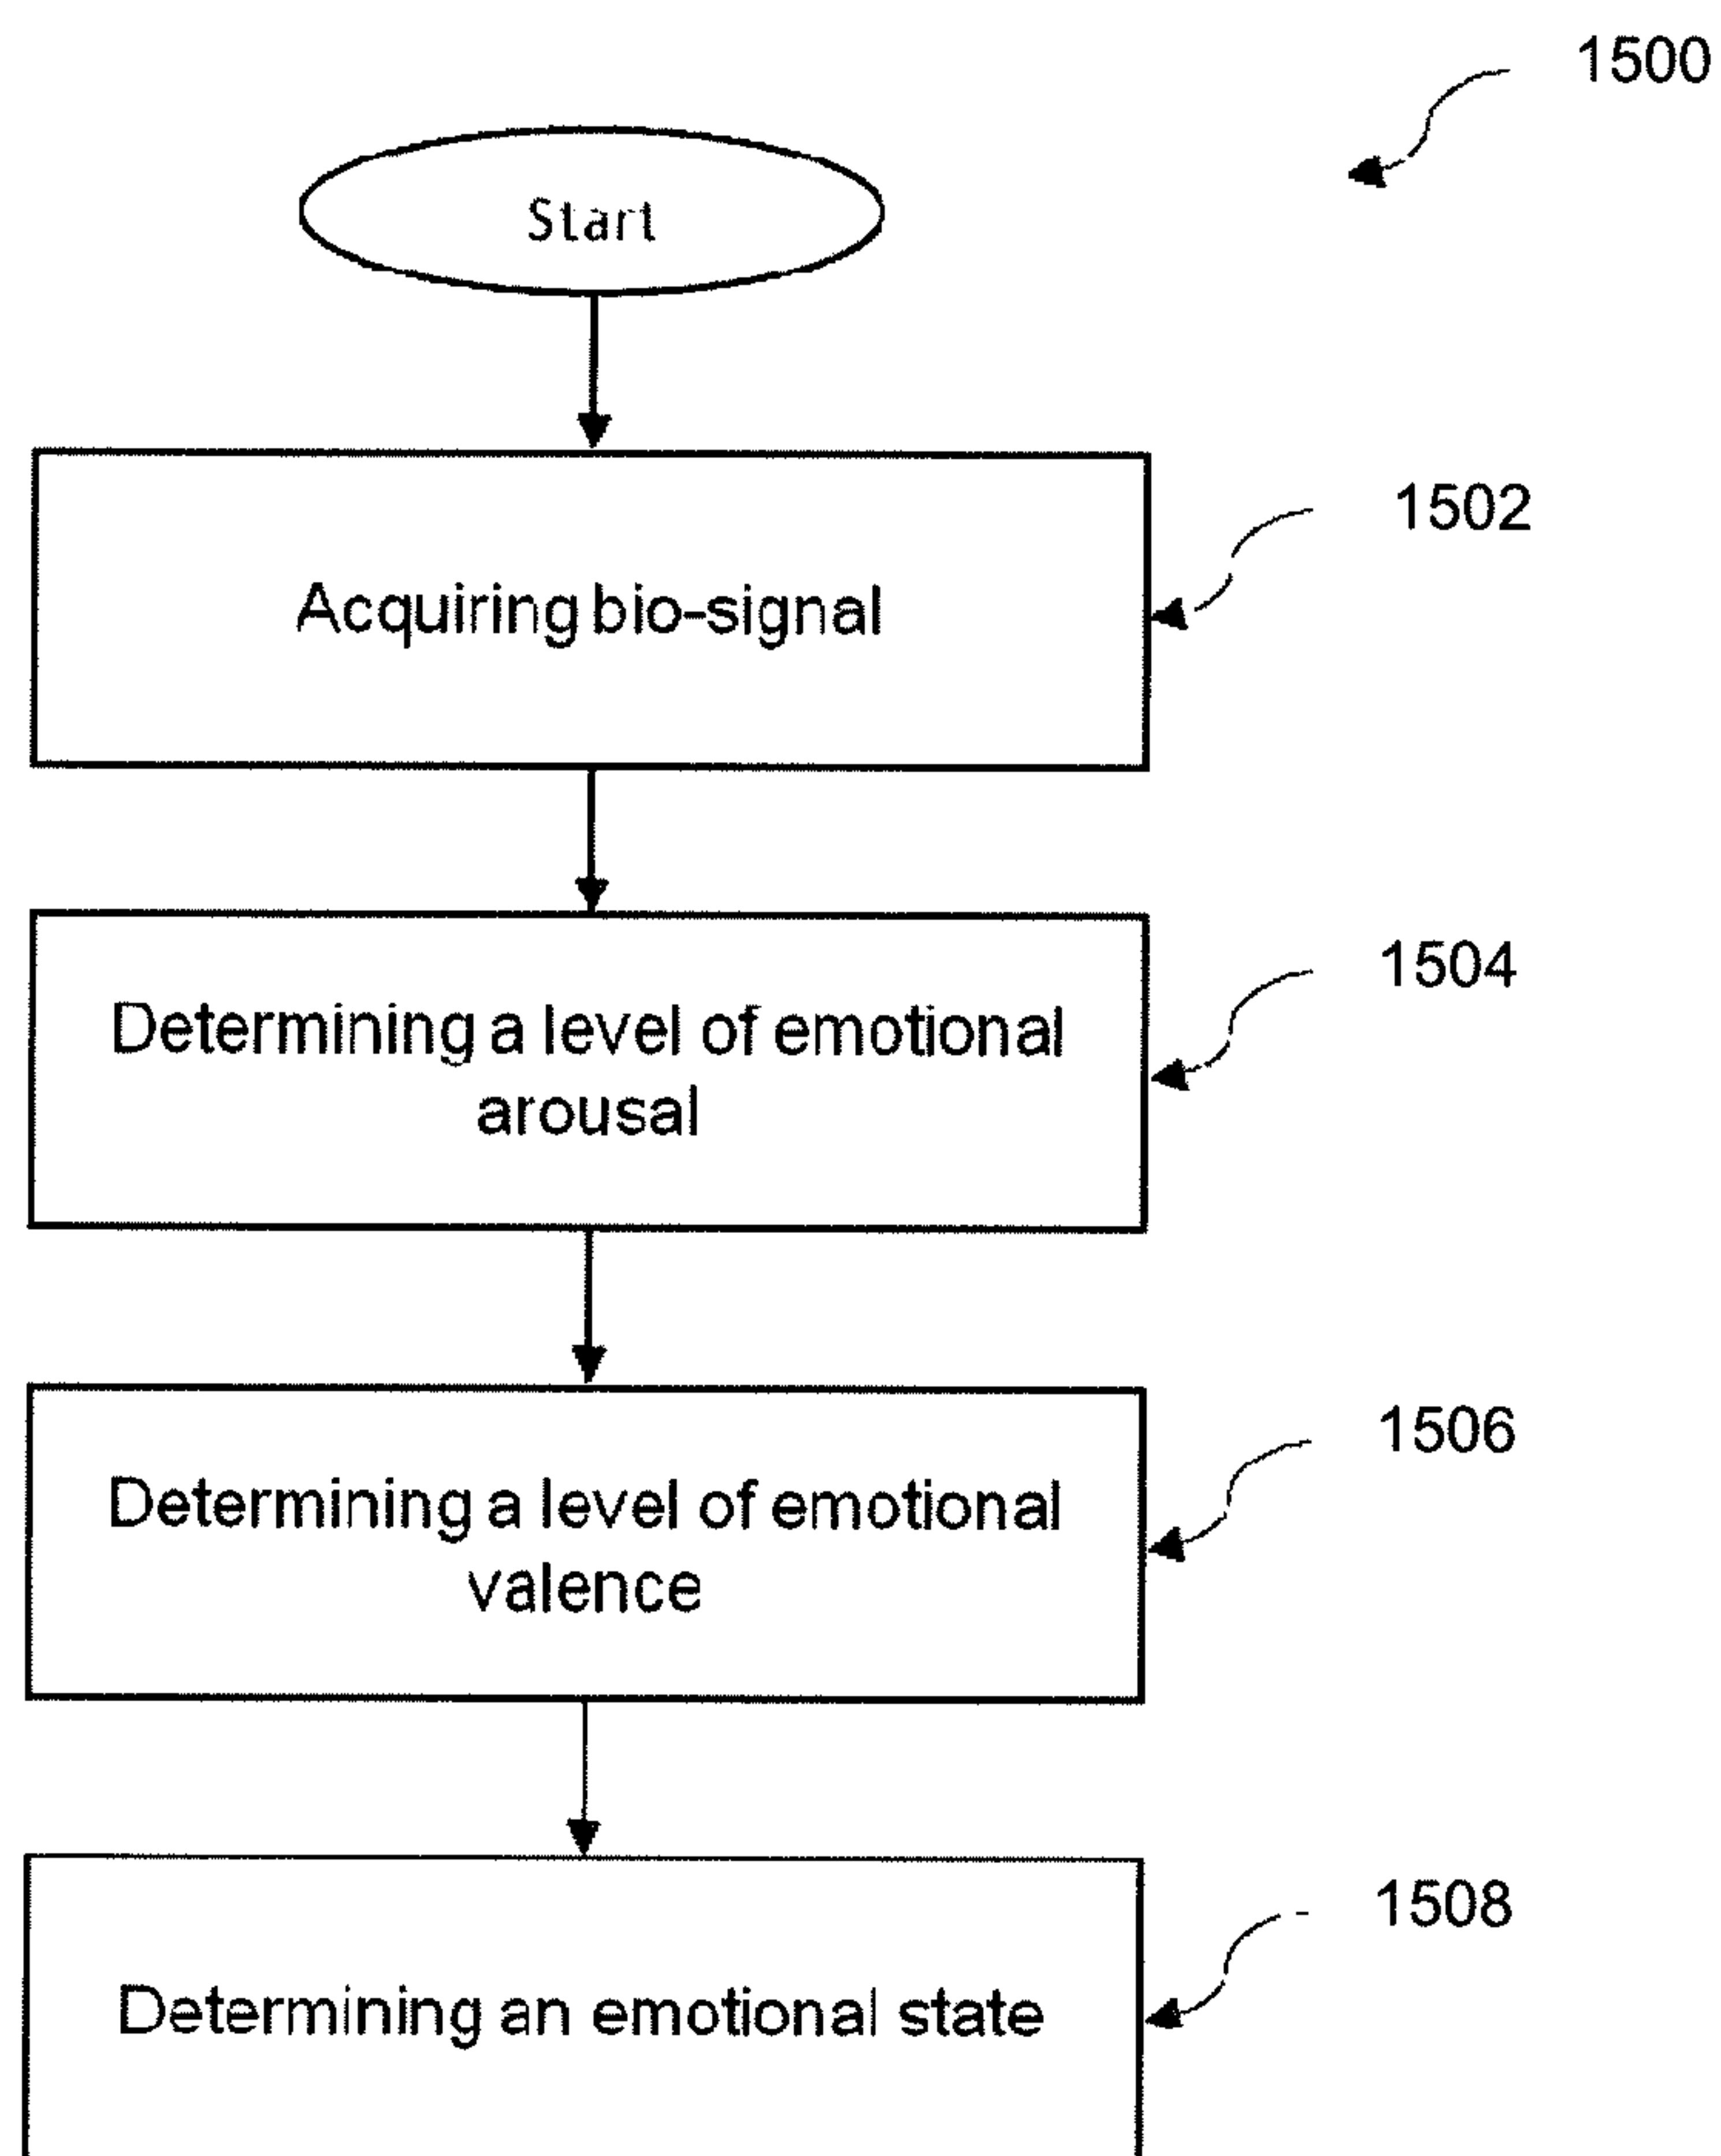 1500
Start
1502
Acquiring bio-signal
1504
Determining a level of emotional
arousal
1506
Determining a level of emotional
valence
1508
Determining an emotional state